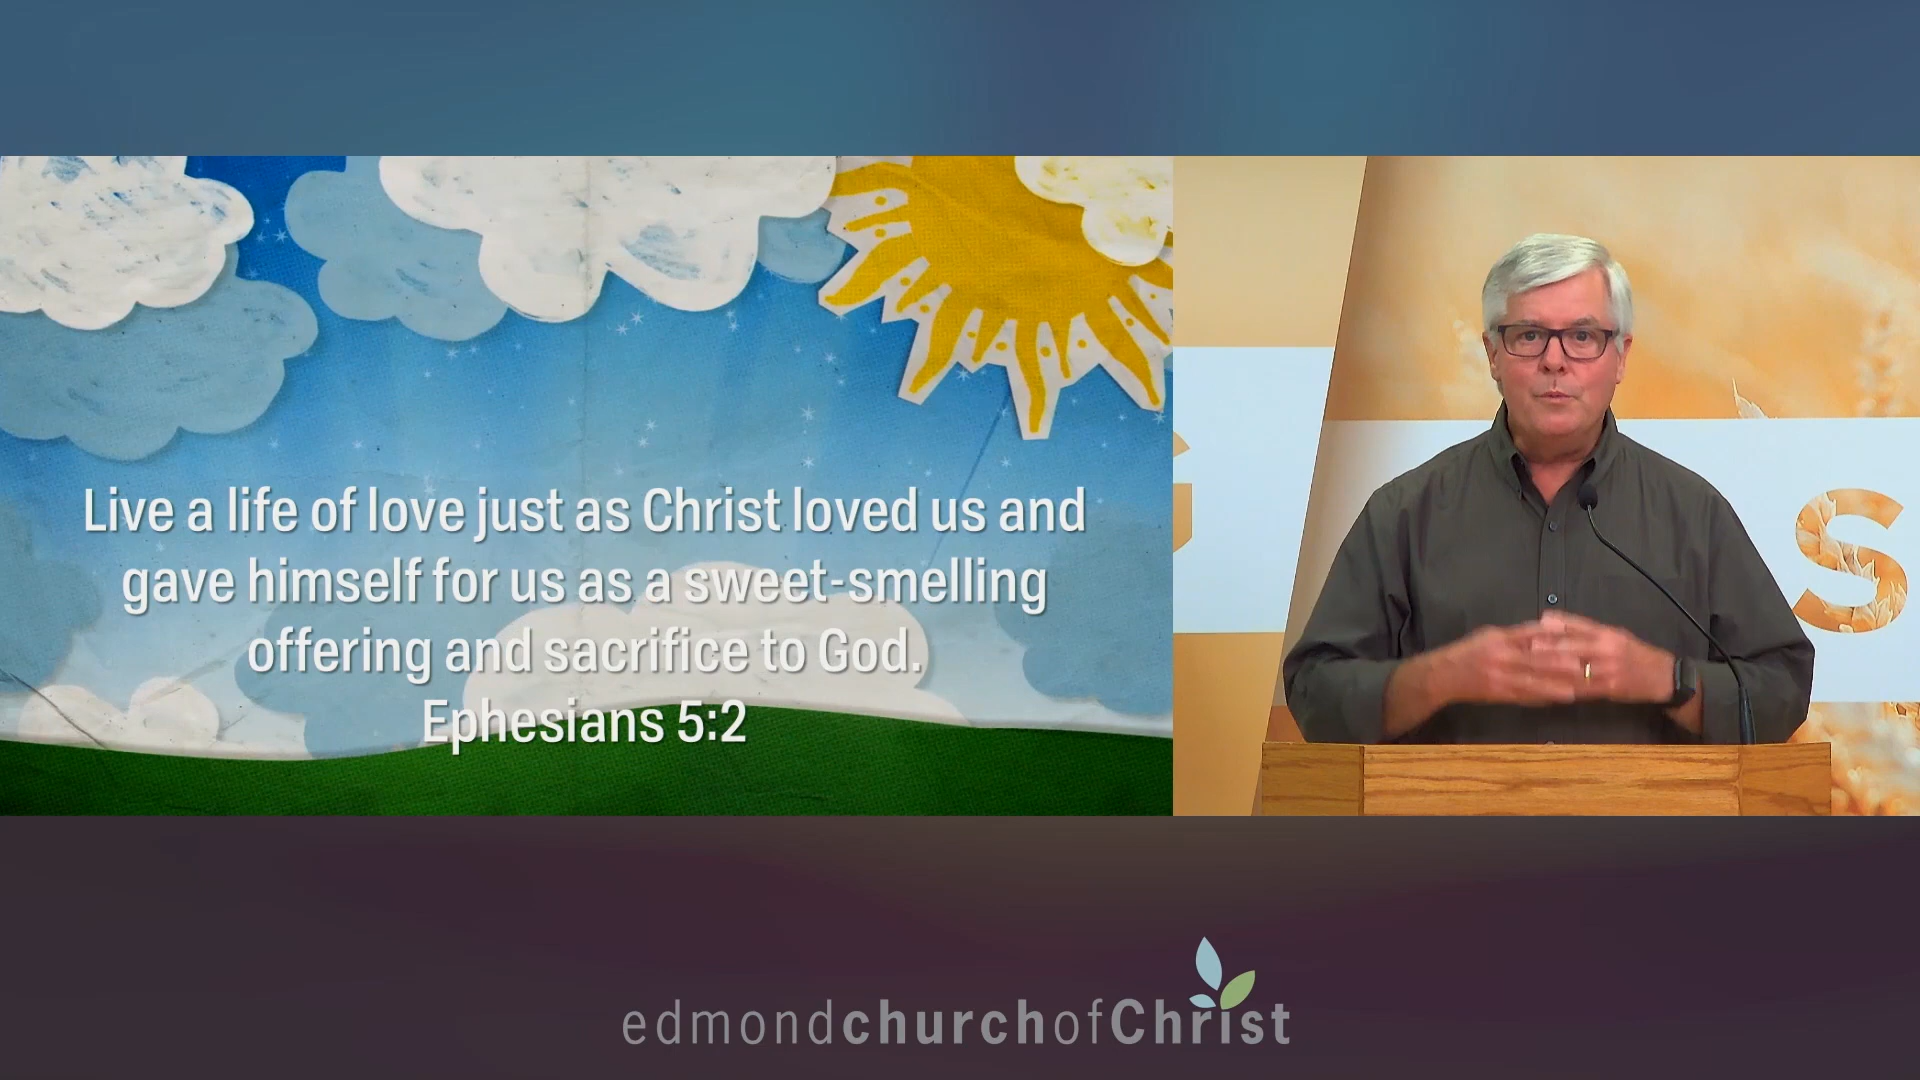 Live a life of love just as Christ loved us and
gave himself for us as a sweet-smelling
offering and sacrifice to God.
Ephesians 5:2
G
S
edmondchurchofChrist